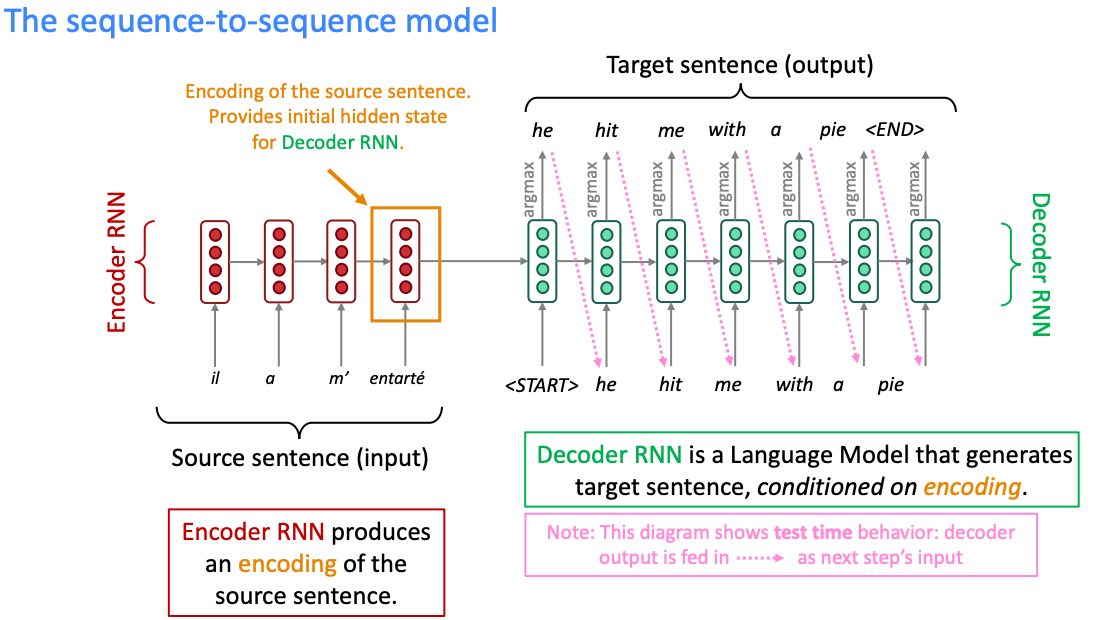 The sequence-to-sequence model
Target sentence (output)
Encoding of the source sentence.
Provides initial hidden state
for Decoder RNN.
he hit me with a pie <END>
argmax argmax argmax argmax argmax argmax argmax
Encoder RNN
Decoder RNN
il a m’ entarté
<START> he hit me with a pie
Source sentence (input)
Decoder RNN is a Language Model that generates
target sentence, conditioned on encoding.
Encoder RNN produces
an encoding of the
source sentence.
Note: This diagram shows test time behavior: decoder
output is fed in as next step’s input